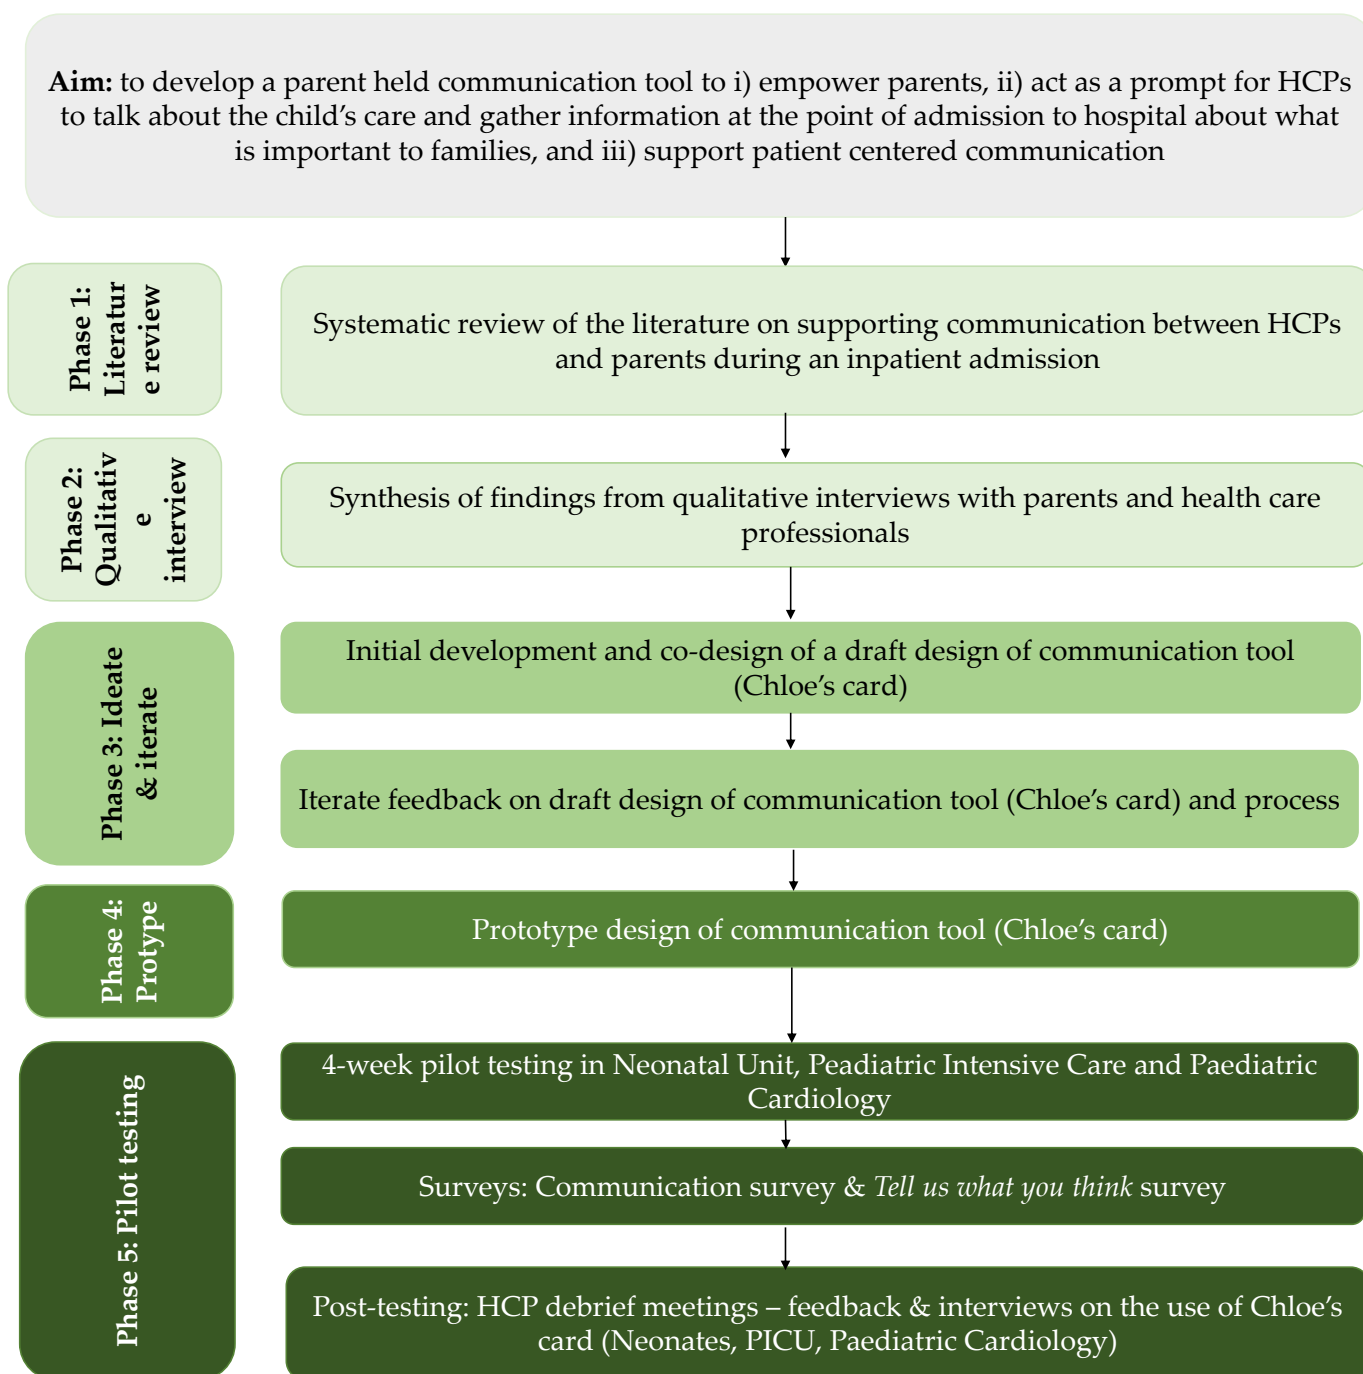 Aim: to develop a parent held communication tool to i) empower parents, ii) act as a prompt for HCPs
to talk about the child’s care and gather information at the point of admission to hospital about what
is important to families, and iii) support patient centered communication
Phase 1:
Literatur
e review
Systematic review of the literature on supporting communication between HCPs
and parents during an inpatient admission
Phase 2:
Qualitativ
e
interview
Synthesis of findings from qualitative interviews with parents and health care
professionals
Phase 3: Ideate
& iterate
Initial development and co-design of a draft design of communication tool
(Chloe’s card)
Iterate feedback on draft design of communication tool (Chloe’s card) and process
Phase 4:
Protype
Prototype design of communication tool (Chloe’s card)
Phase 5: Pilot testing
4-week pilot testing in Neonatal Unit, Peadiatric Intensive Care and Paediatric
Cardiology
Surveys: Communication survey & Tell us what you think survey
Post-testing: HCP debrief meetings – feedback & interviews on the use of Chloe’s
card (Neonates, PICU, Paediatric Cardiology)